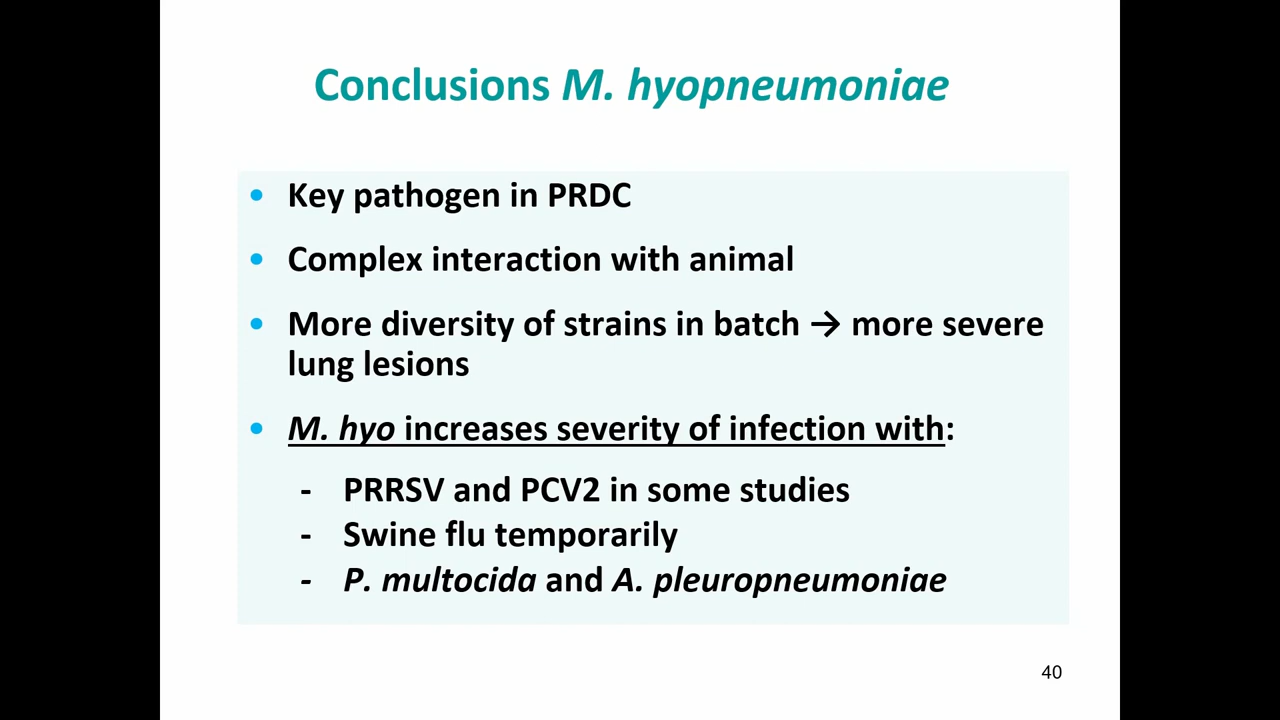 Conclusions M. hyopneumoniae
• Key pathogen in PRDC
• Complex interaction with animal
• More diversity of strains in batch → more severe
lung lesions
• M. hyo increases severity of infection with:
- PRRSV and PCV2 in some studies
- Swine flu temporarily
- P. multocida and A. pleuropneumoniae
40